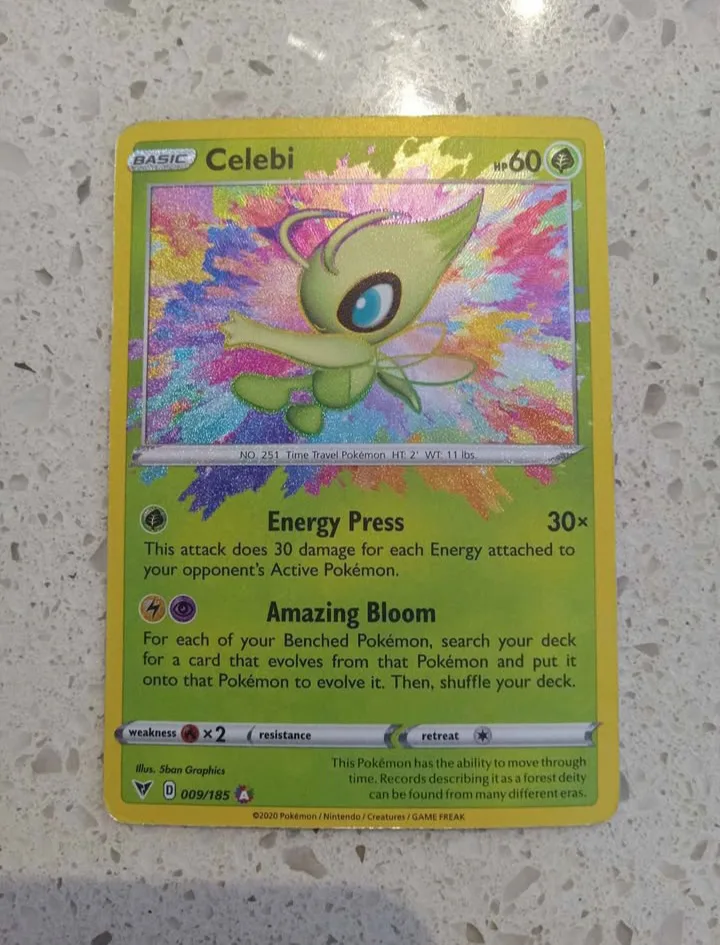 BASIC Celebi HP 60
NO. 251 Time Travel Pokémon HT: 2' WT: 11 lbs.
Energy Press 30×
This attack does 30 damage for each Energy attached to
your opponent's Active Pokémon.
Amazing Bloom
For each of your Benched Pokémon, search your deck
for a card that evolves from that Pokémon and put it
onto that Pokémon to evolve it. Then, shuffle your deck.
weakness ×2 resistance retreat
Illus. 5ban Graphics
D 009/185 A
This Pokémon has the ability to move through
time. Records describing it as a forest deity
can be found from many different eras.
©2020 Pokémon / Nintendo / Creatures / GAME FREAK